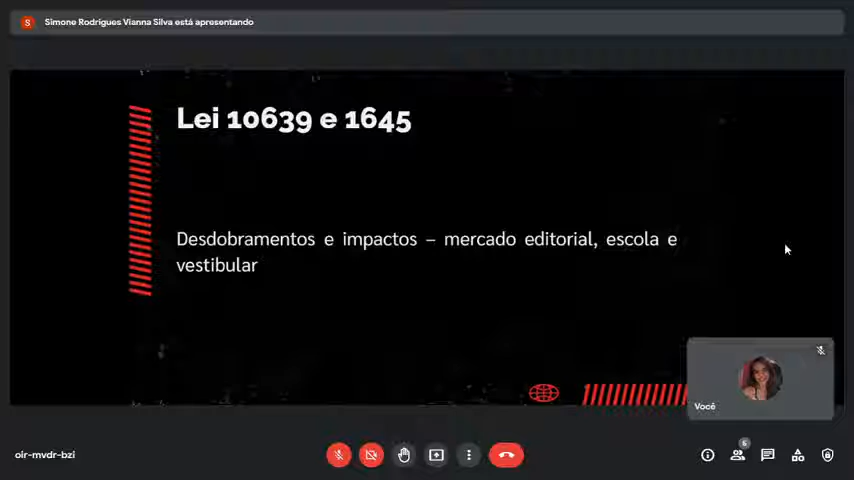 S
Simone Rodrigues Vianna Silva está apresentando
Lei 10639 e 1645
Desdobramentos e impactos – mercado editorial, escola e
vestibular
Você
oir-mvdr-bzi
6